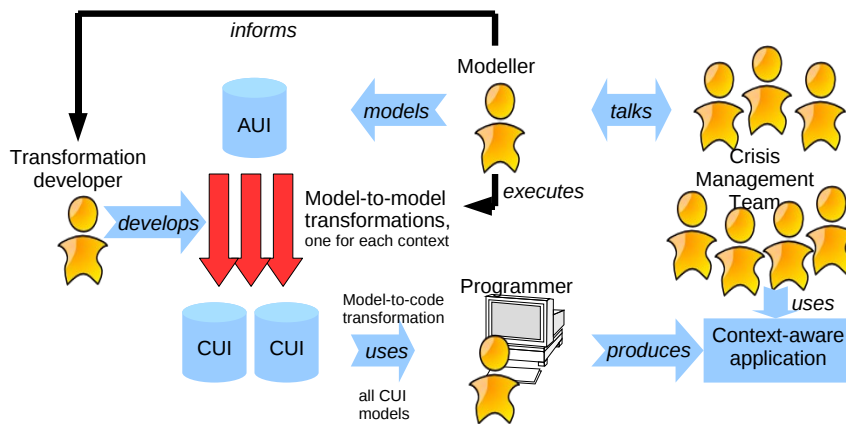 informs
Modeller
AUI
models
talks
Transformation
developer
Crisis
Management
Team
develops
Model-to-model
transformations,
one for each context
executes
Model-to-code
transformation
Programmer
uses
CUI
CUI
uses
produces
Context-aware
application
all CUI
models